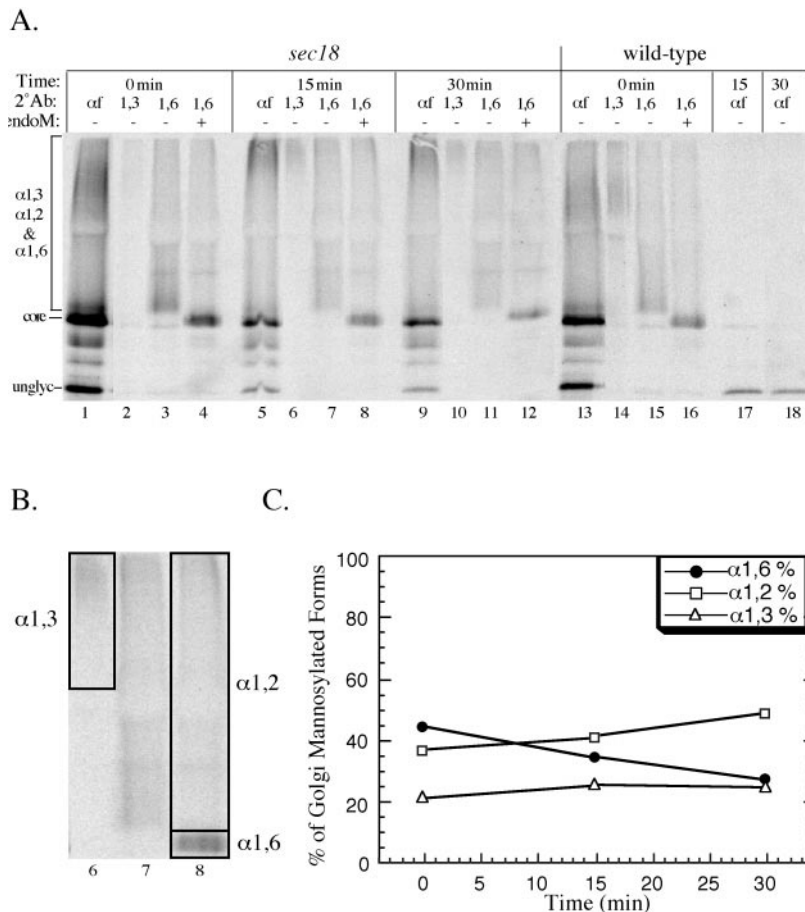 A.
sec18 wild-type
Time: 0 min 15 min 30 min 0 min 15 30
2°Ab: αf 1,3 1,6 1,6 αf 1,3 1,6 1,6 αf 1,3 1,6 1,6 αf 1,3 1,6 1,6 αf αf
endoM: - - - + - - - + - - - + - - - + - -
α1,3
α1,2
&
α1,6
core
unglyc
1 2 3 4 5 6 7 8 9 10 11 12 13 14 15 16 17 18
B.
α1,3
α1,2
α1,6
6 7 8
C.
% of Golgi Mannosylated Forms
100
80
60
40
20
0
α1,6 %
α1,2 %
α1,3 %
0 5 10 15 20 25 30
Time (min)